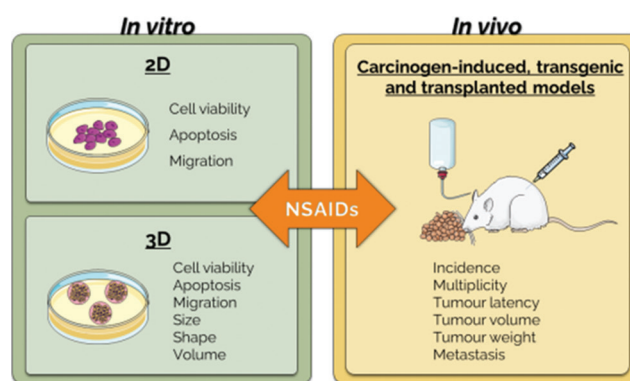 In vitro
2D
Cell viability
Apoptosis
Migration
3D
Cell viability
Apoptosis
Migration
Size
Shape
Volume
NSAIDs
In vivo
Carcinogen-induced, transgenic
and transplanted models
Incidence
Multiplicity
Tumour latency
Tumour volume
Tumour weight
Metastasis